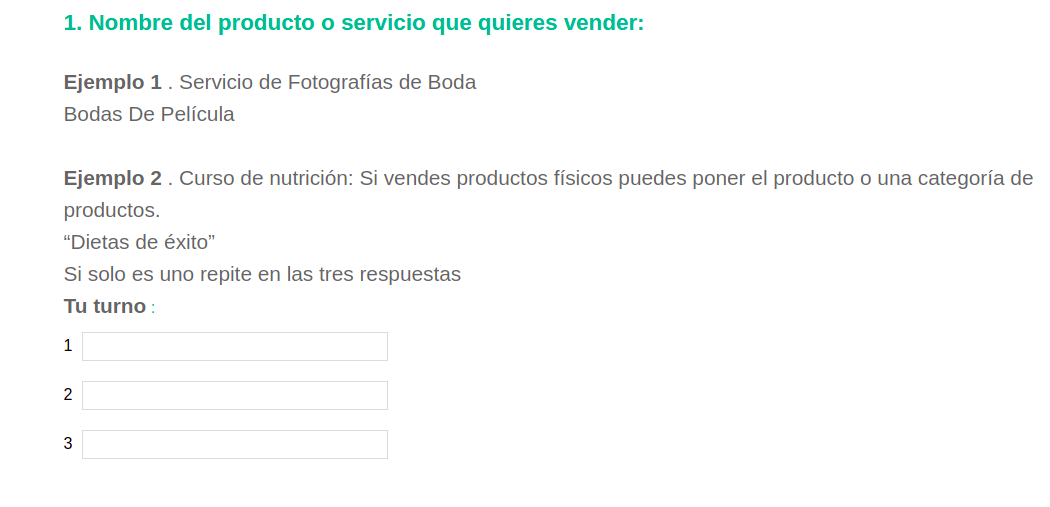 1. Nombre del producto o servicio que quieres vender:
Ejemplo 1 . Servicio de Fotografías de Boda
Bodas De Película
Ejemplo 2 . Curso de nutrición: Si vendes productos físicos puedes poner el producto o una categoría de
productos.
“Dietas de éxito”
Si solo es uno repite en las tres respuestas
Tu turno :
1
2
3